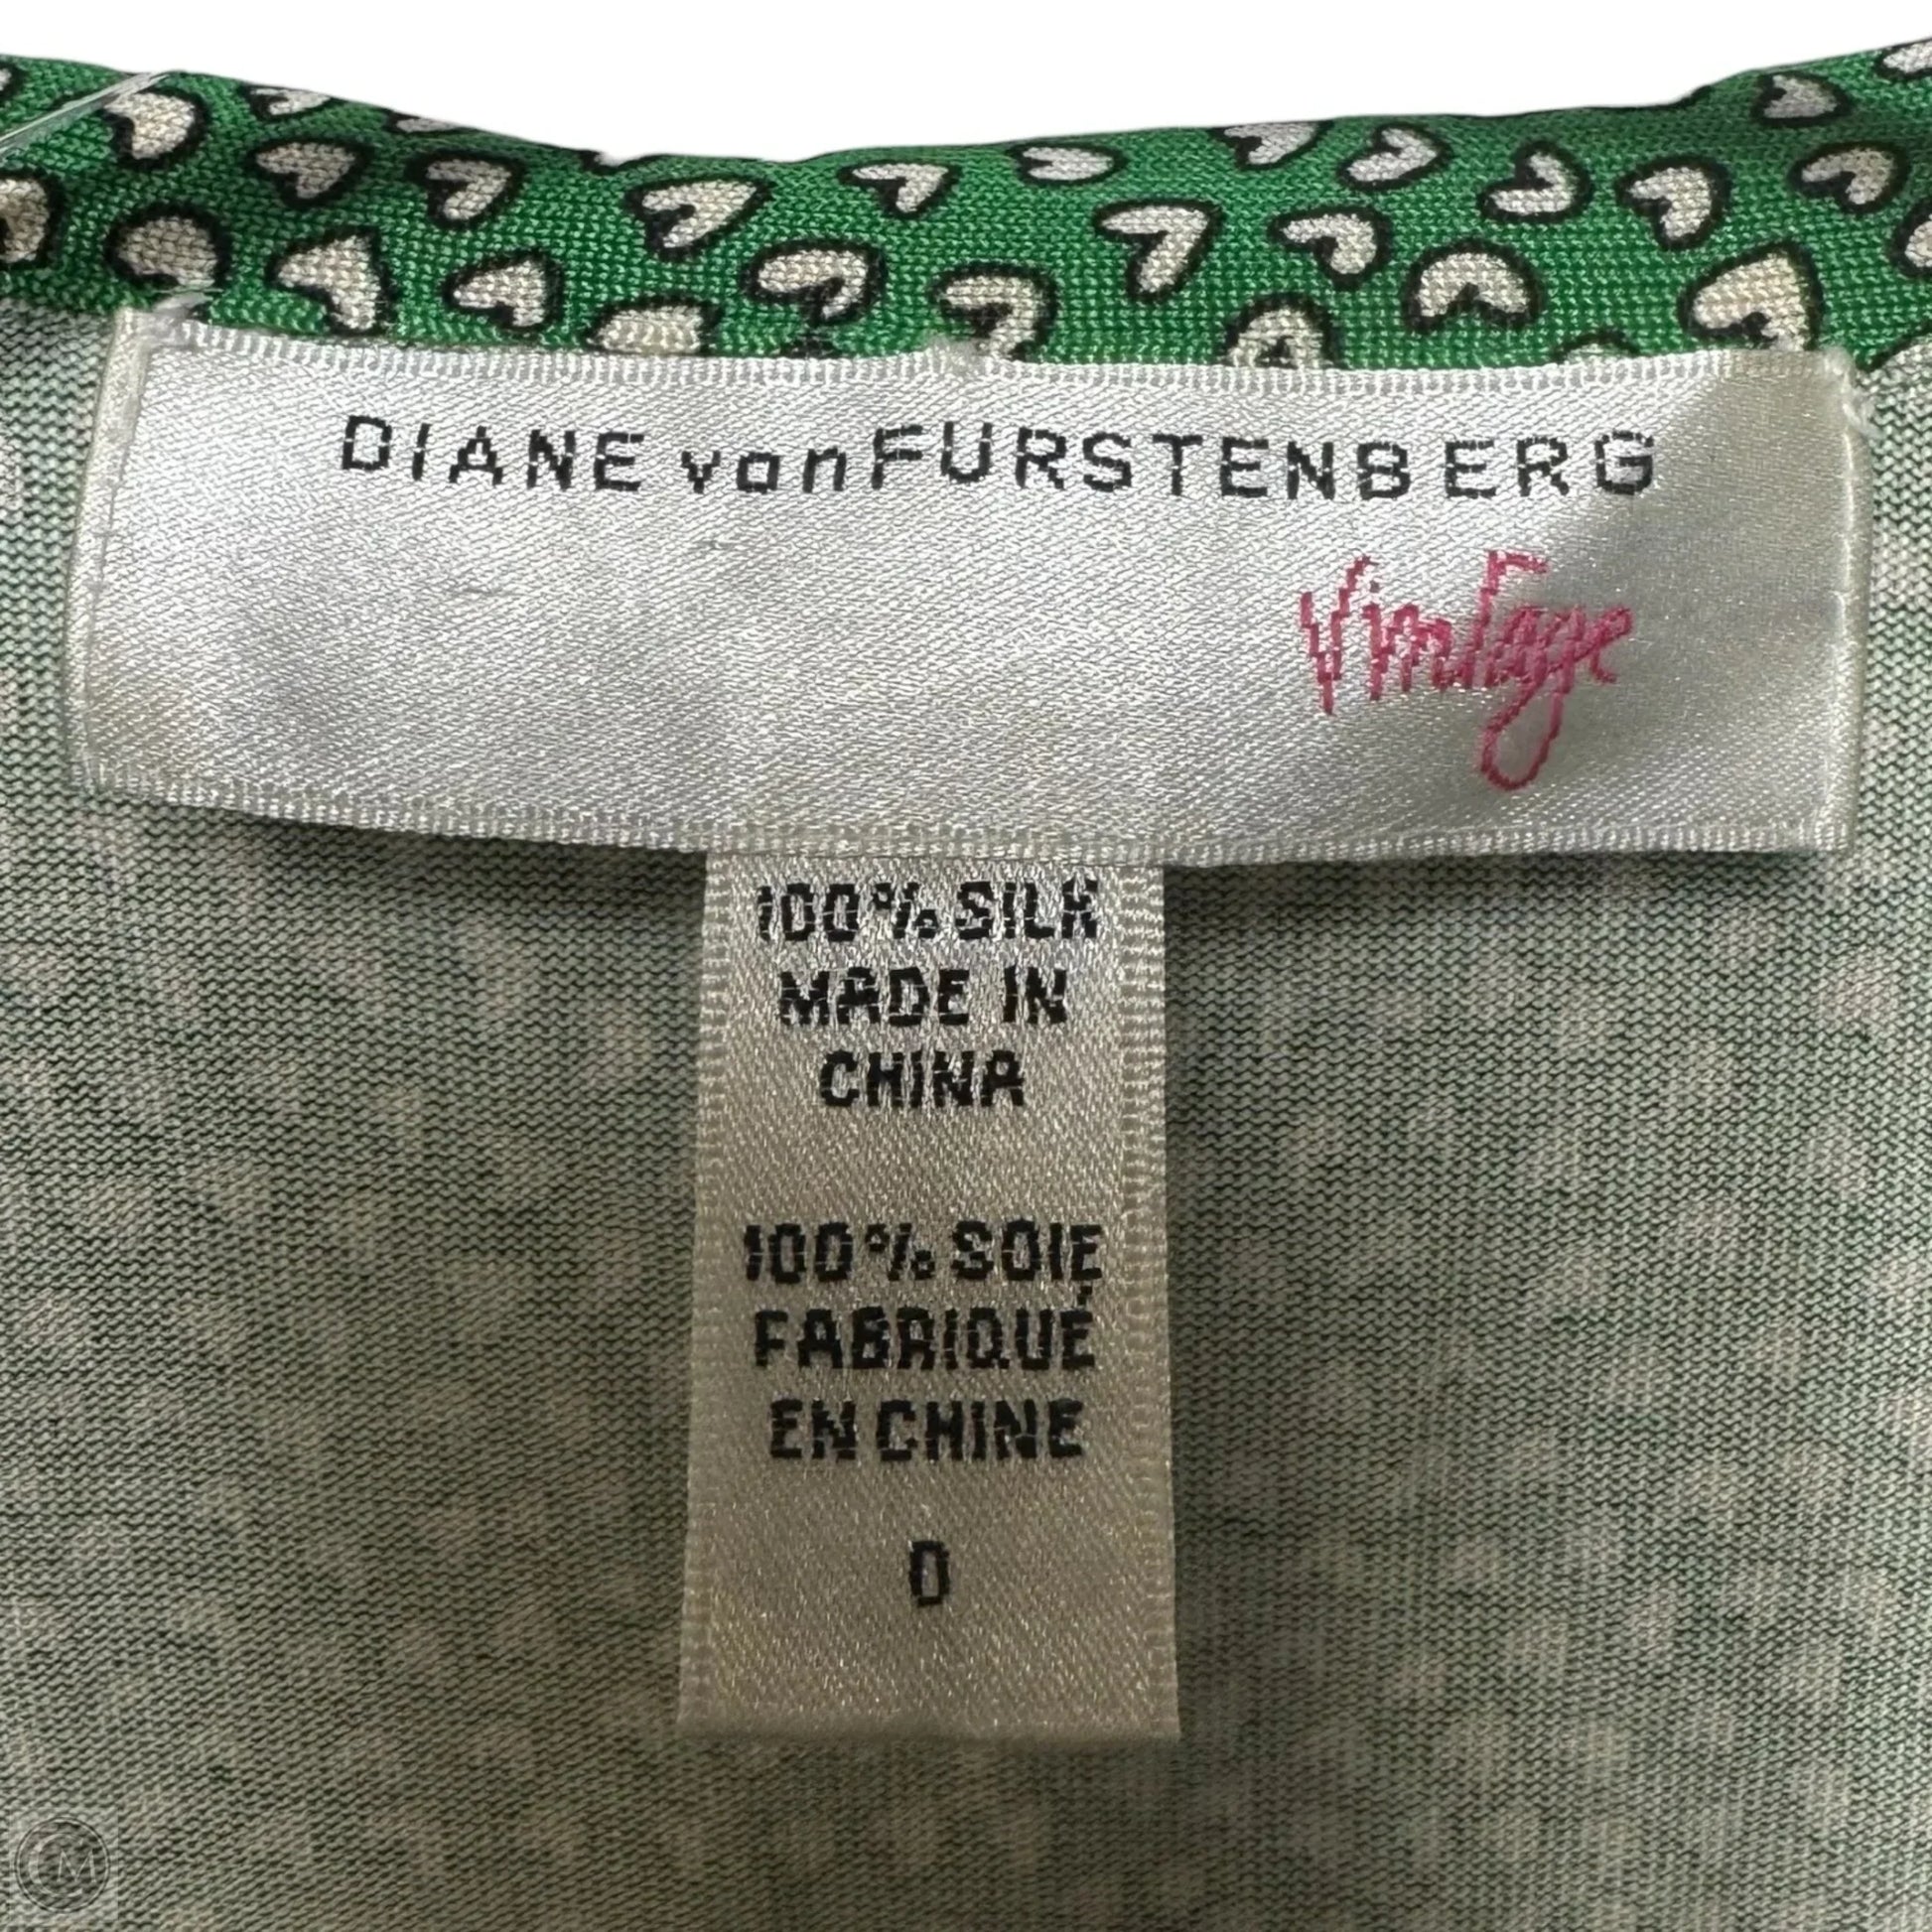 DIANE von FURSTENBERG
Vintage
100% SILK
MADE IN
CHINA
100% SOIE
FABRIQUÉ
EN CHINE
0